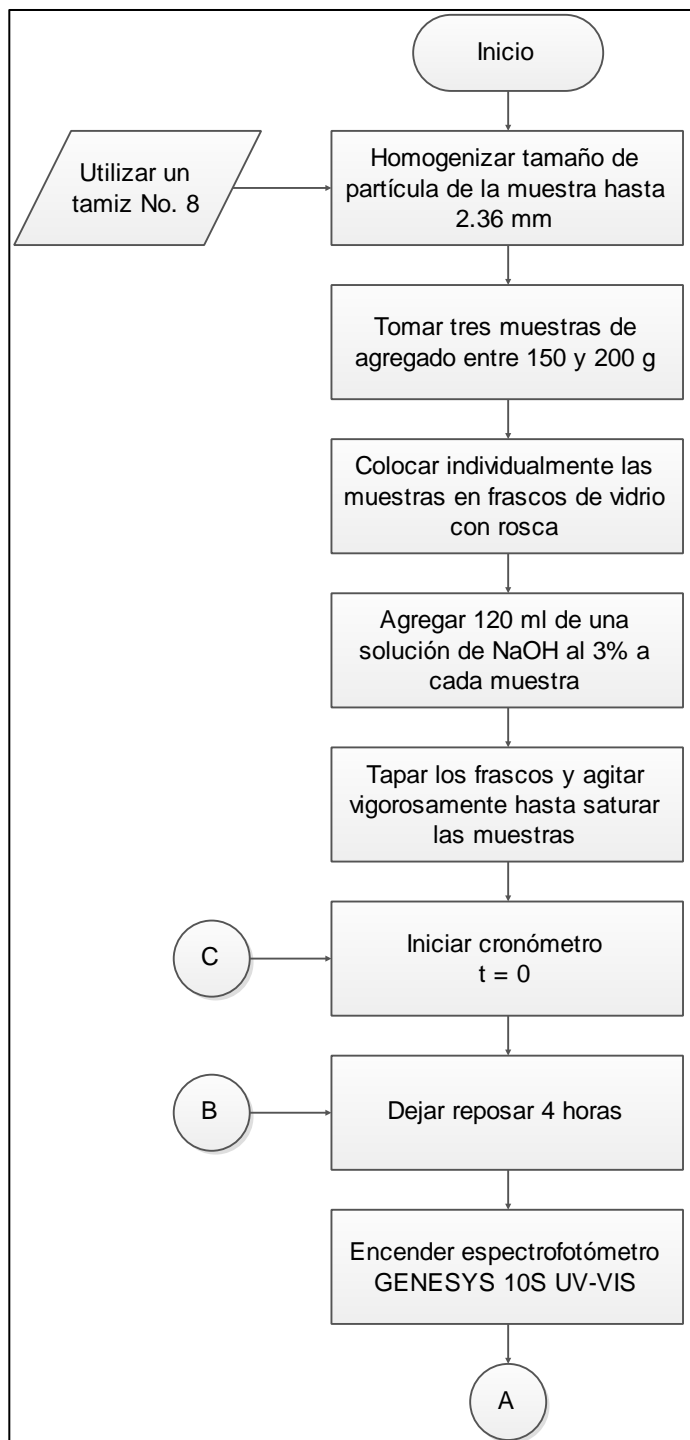 Inicio
Utilizar un
tamiz No. 8
Homogenizar tamaño de
partícula de la muestra hasta
2.36 mm
Tomar tres muestras de
agregado entre 150 y 200 g
Colocar individualmente las
muestras en frascos de vidrio
con rosca
Agregar 120 ml de una
solución de NaOH al 3% a
cada muestra
Tapar los frascos y agitar
vigorosamente hasta saturar
las muestras
C
Iniciar cronómetro
t = 0
B
Dejar reposar 4 horas
Encender espectrofotómetro
GENESYS 10S UV-VIS
A